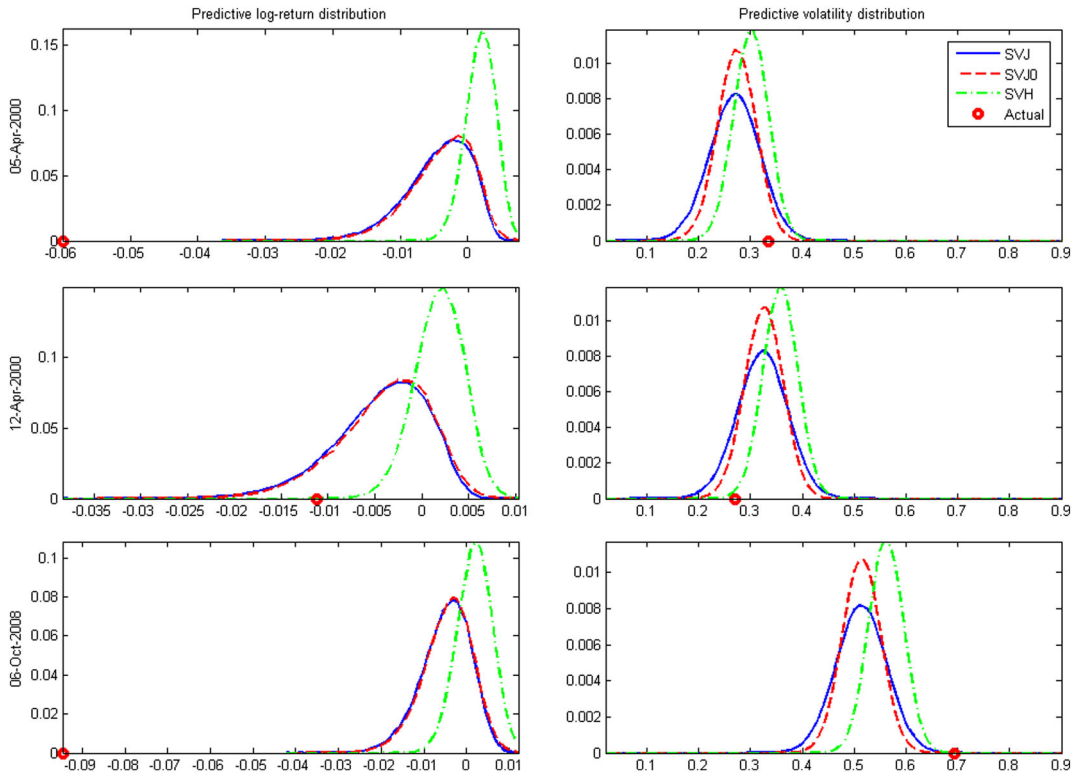 Predictive log-return distribution
Predictive volatility distribution
05-Apr-2000
0.15
0.1
0.05
0
-0.06 -0.05 -0.04 -0.03 -0.02 -0.01 0
0.01
0.008
0.006
0.004
0.002
0
0.1 0.2 0.3 0.4 0.5 0.6 0.7 0.8 0.9
SVJ
SVJ0
SVH
Actual
12-Apr-2000
0.1
0.05
0
-0.035 -0.03 -0.025 -0.02 -0.015 -0.01 -0.005 0 0.005 0.01
0.01
0.008
0.006
0.004
0.002
0
0.1 0.2 0.3 0.4 0.5 0.6 0.7 0.8 0.9
06-Oct-2008
0.1
0.08
0.06
0.04
0.02
0
-0.09 -0.08 -0.07 -0.06 -0.05 -0.04 -0.03 -0.02 -0.01 0 0.01
0.01
0.008
0.006
0.004
0.002
0
0.1 0.2 0.3 0.4 0.5 0.6 0.7 0.8 0.9